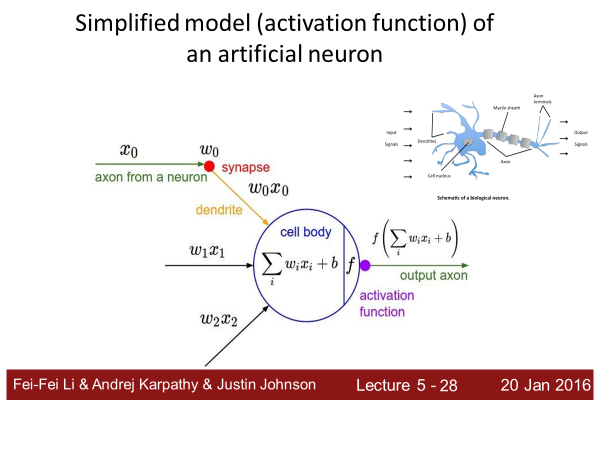 Simplified model (activation function) of
an artificial neuron
x₀
w₀
synapse
axon from a neuron
w₀x₀
dendrite
cell body
w₁x₁
∑ᵢ wᵢxᵢ + b
f
f(∑ᵢ wᵢxᵢ + b)
output axon
activation
function
w₂x₂
Input
Signals
Dendrites
Cell nucleus
Myelin sheath
Axon
Axon
terminals
Output
Signals
Schematic of a biological neuron.
Fei-Fei Li & Andrej Karpathy & Justin Johnson
Lecture 5 - 28
20 Jan 2016